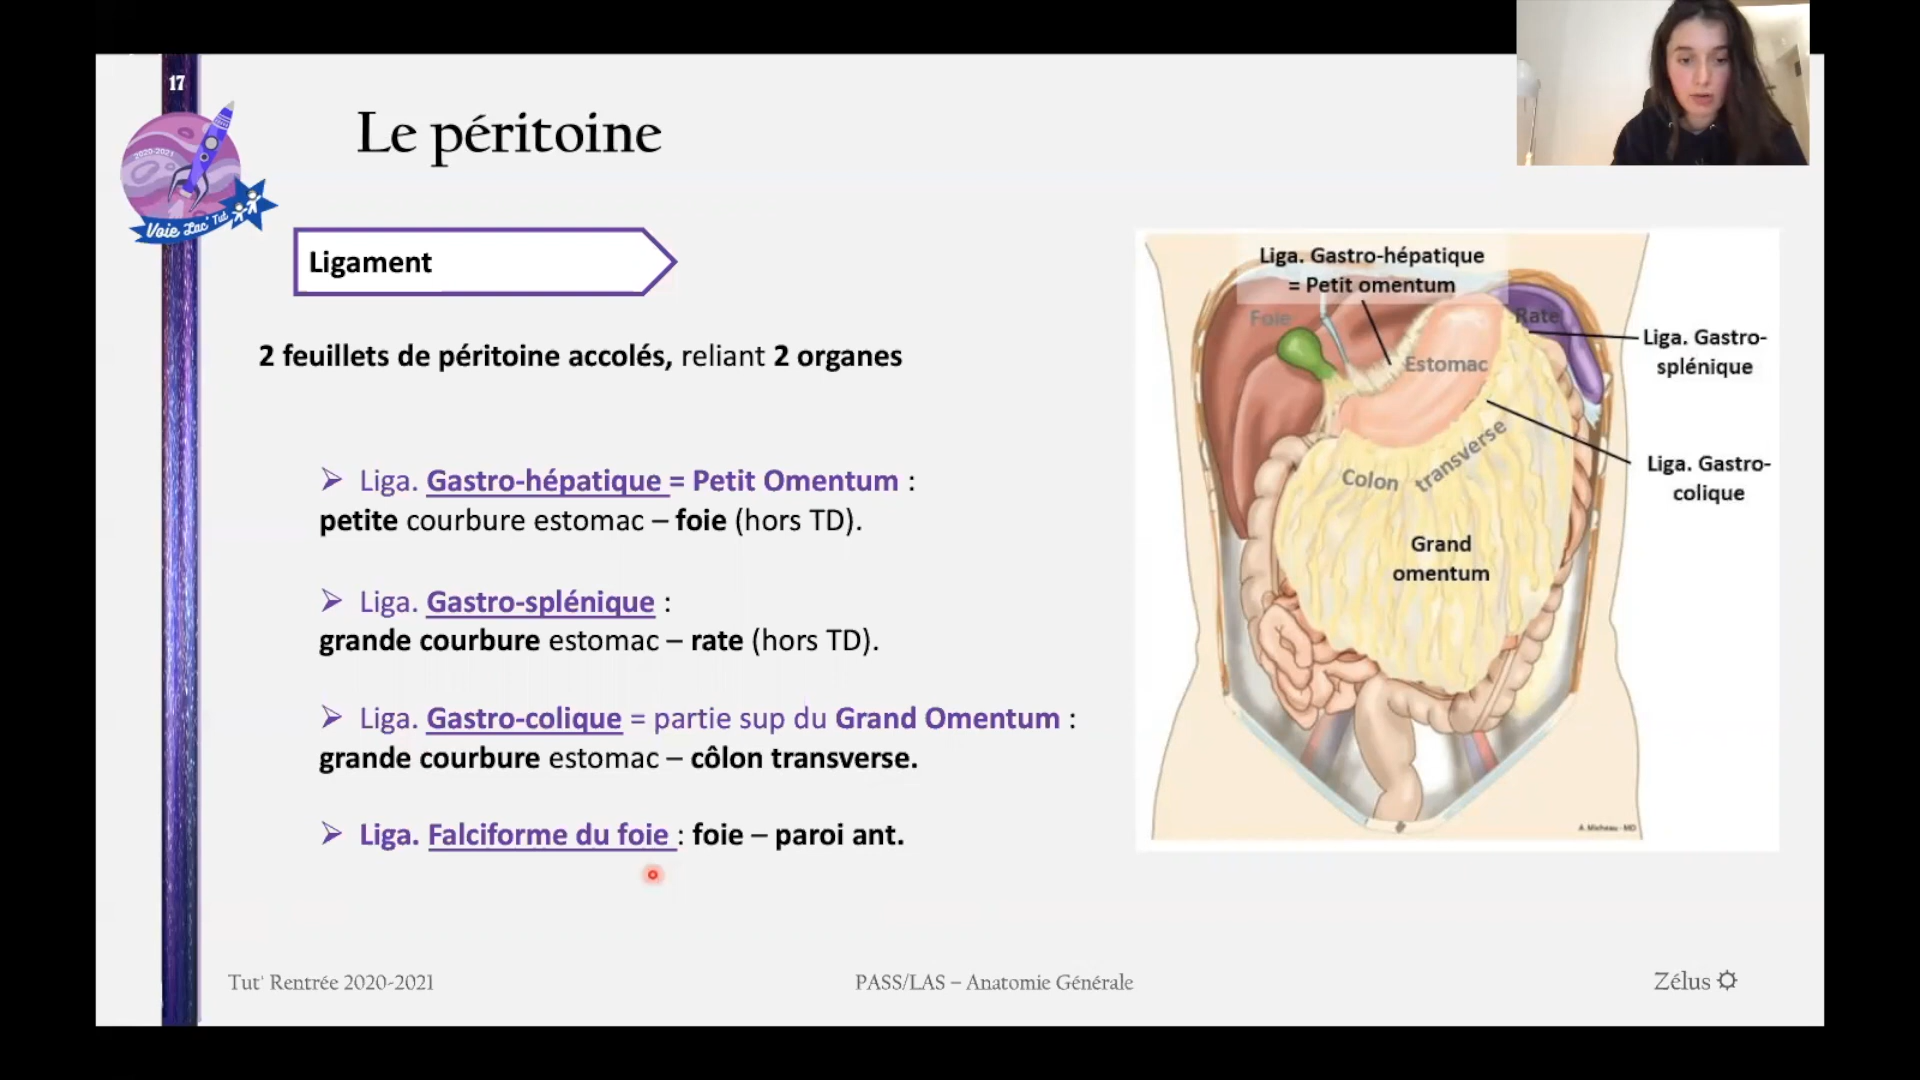 17
Le péritoine
2020-2021
Voie Lac' Tut
Ligament
2 feuillets de péritoine accolés, reliant 2 organes
➢ Liga. Gastro-hépatique = Petit Omentum :
petite courbure estomac – foie (hors TD).
➢ Liga. Gastro-splénique :
grande courbure estomac – rate (hors TD).
➢ Liga. Gastro-colique = partie sup du Grand Omentum :
grande courbure estomac – côlon transverse.
➢ Liga. Falciforme du foie : foie – paroi ant.
Liga. Gastro-hépatique
= Petit omentum
Foie
Rate
Estomac
Liga. Gastro-
splénique
Colon transverse
Liga. Gastro-
colique
Grand
omentum
A. Micheau - MD
Tut' Rentrée 2020-2021
PASS/LAS – Anatomie Générale
Zélus